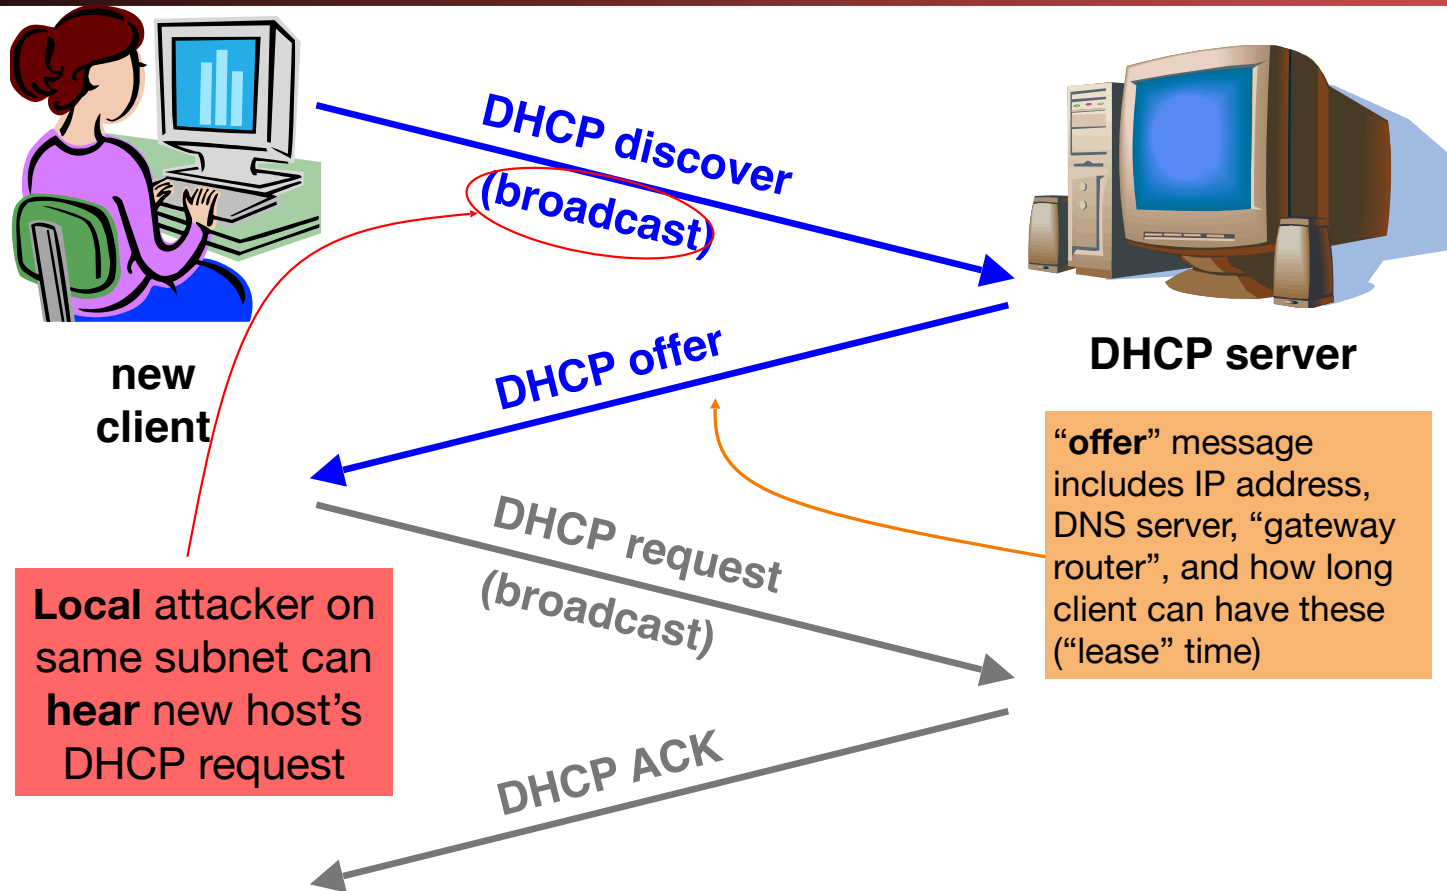 DHCP discover
(broadcast)
DHCP offer
new
client
DHCP server
“offer” message
includes IP address,
DNS server, “gateway
router”, and how long
client can have these
(“lease” time)
DHCP request
(broadcast)
Local attacker on
same subnet can
hear new host’s
DHCP request
DHCP ACK